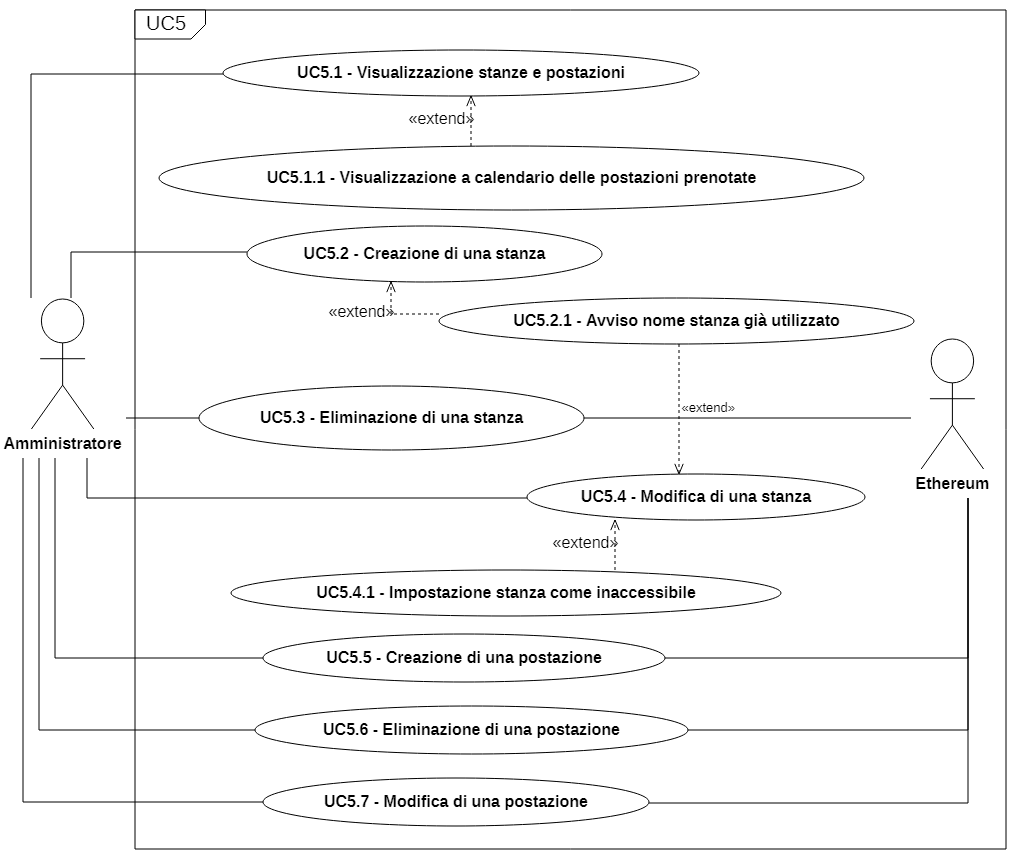 UC5
UC5.1 - Visualizzazione stanze e postazioni
«extend»
UC5.1.1 - Visualizzazione a calendario delle postazioni prenotate
UC5.2 - Creazione di una stanza
«extend»
UC5.2.1 - Avviso nome stanza già utilizzato
«extend»
UC5.3 - Eliminazione di una stanza
Amministratore
Ethereum
UC5.4 - Modifica di una stanza
«extend»
UC5.4.1 - Impostazione stanza come inaccessibile
UC5.5 - Creazione di una postazione
UC5.6 - Eliminazione di una postazione
UC5.7 - Modifica di una postazione